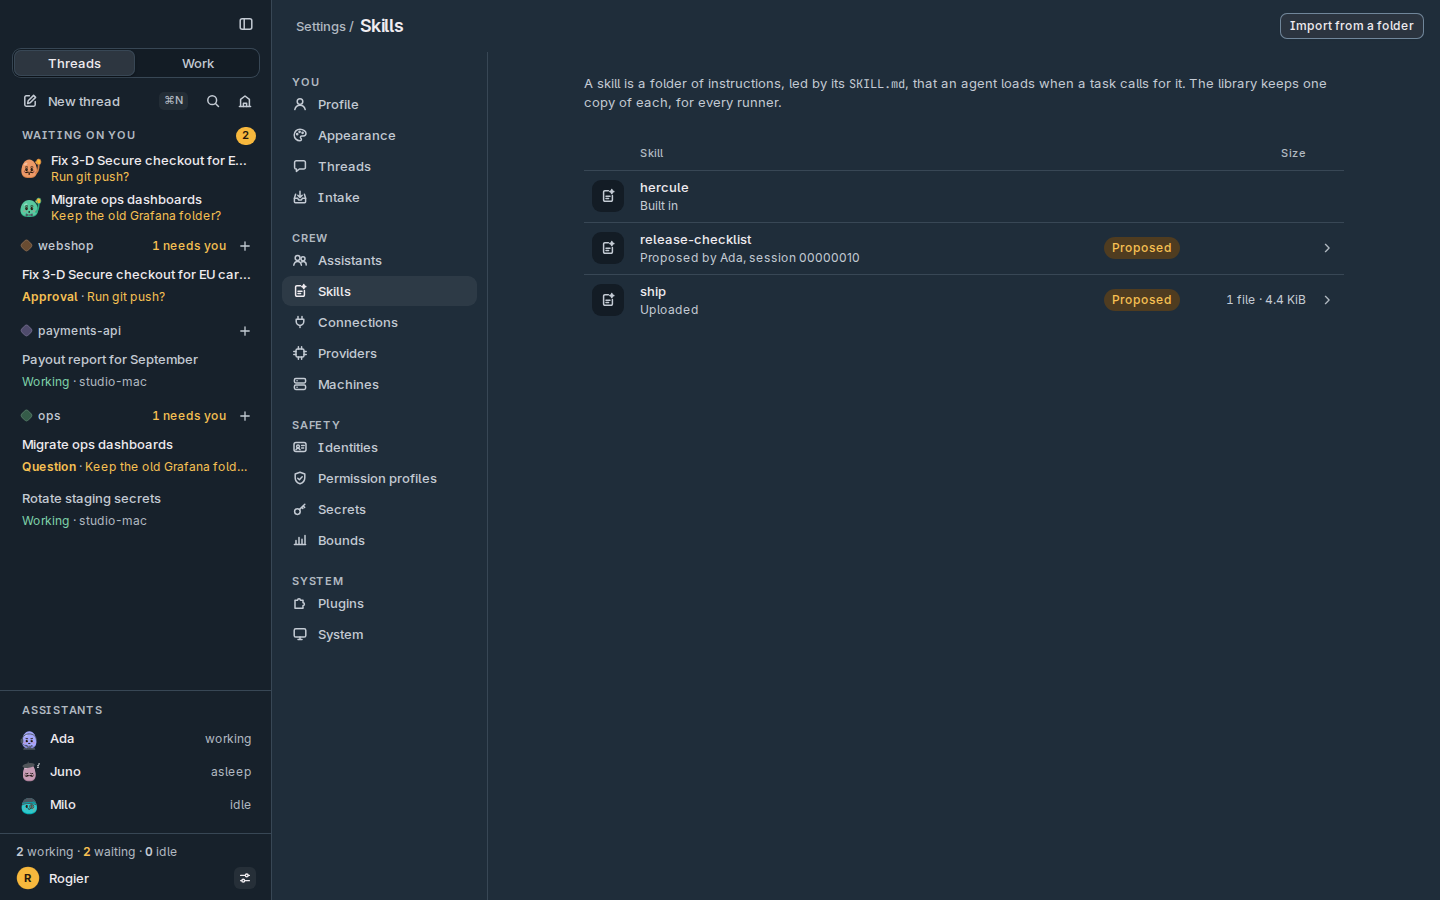 Threads
Work
New thread
⌘N
WAITING ON YOU
2
Fix 3-D Secure checkout for E...
Run git push?
Migrate ops dashboards
Keep the old Grafana folder?
webshop
1 needs you
Fix 3-D Secure checkout for EU car...
Approval · Run git push?
payments-api
Payout report for September
Working · studio-mac
ops
1 needs you
Migrate ops dashboards
Question · Keep the old Grafana fold...
Rotate staging secrets
Working · studio-mac
ASSISTANTS
Ada
working
Juno
asleep
Milo
idle
2 working · 2 waiting · 0 idle
R
Rogier
Settings / Skills
Import from a folder
YOU
Profile
Appearance
Threads
Intake
CREW
Assistants
Skills
Connections
Providers
Machines
SAFETY
Identities
Permission profiles
Secrets
Bounds
SYSTEM
Plugins
System
A skill is a folder of instructions, led by its SKILL.md, that an agent loads when a task calls for it. The library keeps one
copy of each, for every runner.
Skill
Size
hercule
Built in
release-checklist
Proposed by Ada, session 00000010
Proposed
ship
Uploaded
Proposed
1 file · 4.4 KiB